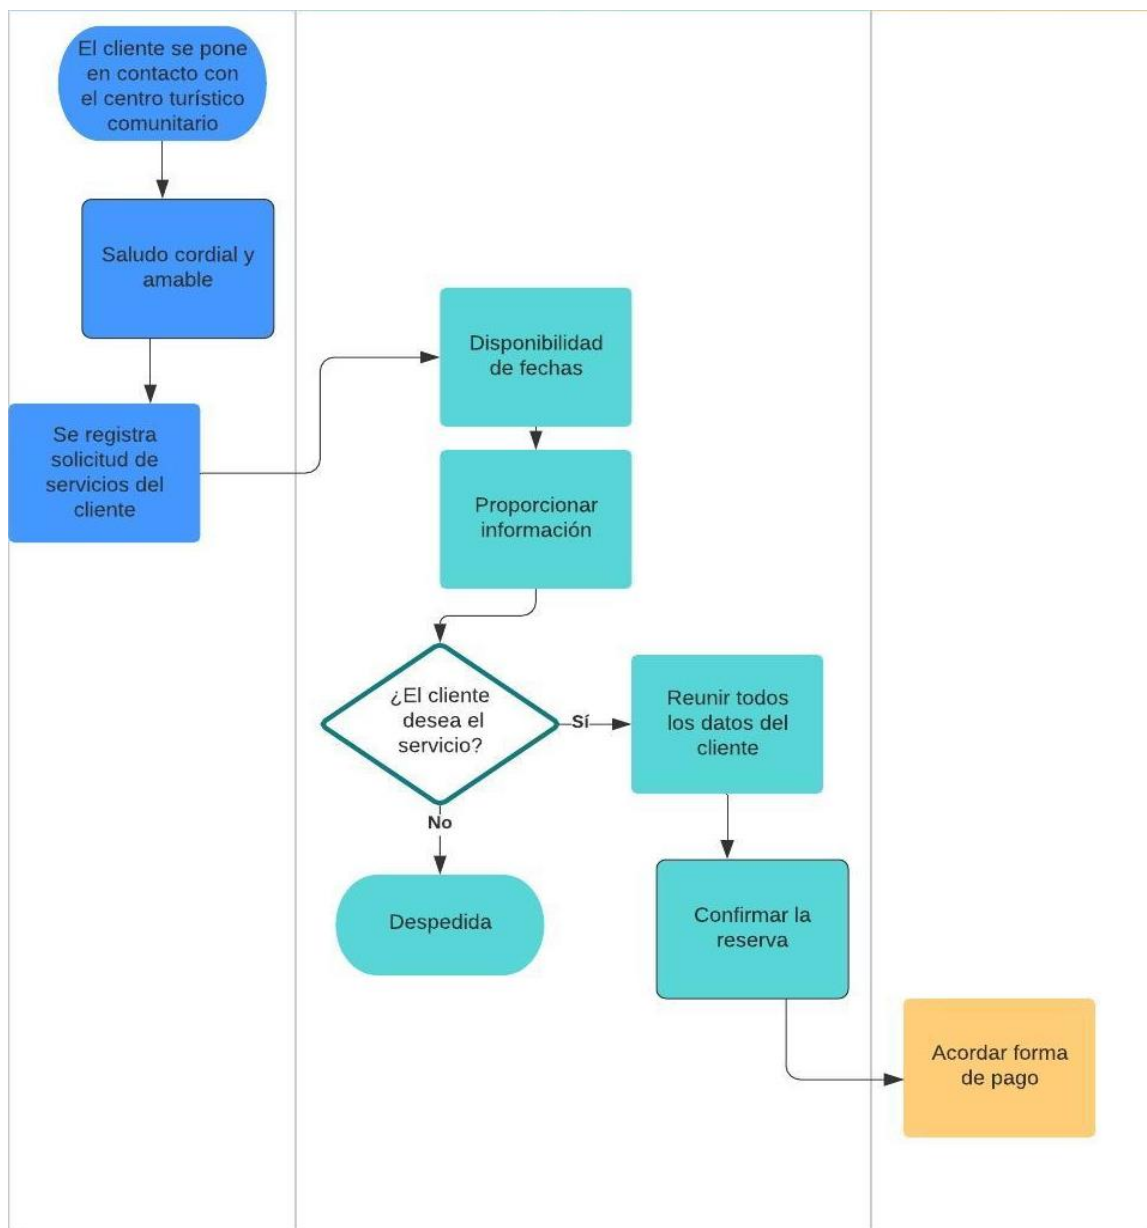 El cliente se pone
en contacto con
el centro turístico
comunitario
Saludo cordial y
amable
Se registra
solicitud de
servicios del
cliente
Disponibilidad
de fechas
Proporcionar
información
¿El cliente
desea el
servicio?
Sí
Reunir todos
los datos del
cliente
No
Despedida
Confirmar la
reserva
Acordar forma
de pago